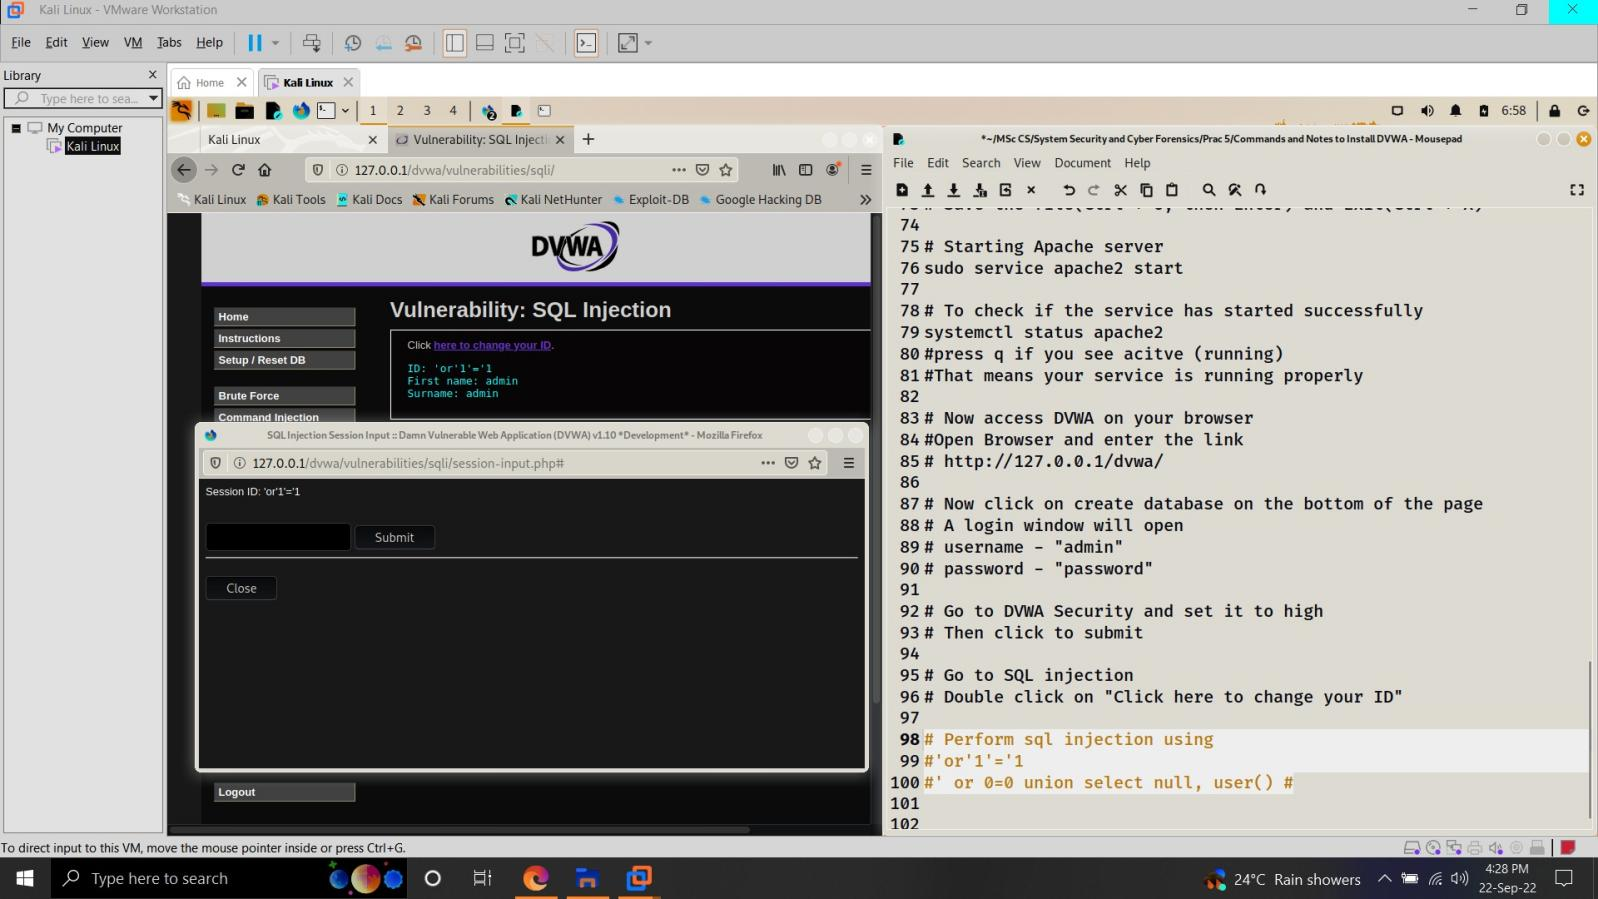 Kali Linux - VMware Workstation
File Edit View VM Tabs Help
Library
Type here to sea...
My Computer
Kali Linux
Home
Kali Linux
1 2 3 4
6:58
Kali Linux
Vulnerability: SQL Injecti
127.0.0.1/dvwa/vulnerabilities/sqli/
Kali Linux Kali Tools Kali Docs Kali Forums Kali NetHunter Exploit-DB Google Hacking DB
DVWA
Home
Instructions
Setup / Reset DB
Brute Force
Command Injection
Vulnerability: SQL Injection
Click here to change your ID.
ID: 'or'1'='1
First name: admin
Surname: admin
SQL Injection Session Input :: Damn Vulnerable Web Application (DVWA) v1.10 *Development* - Mozilla Firefox
127.0.0.1/dvwa/vulnerabilities/sqli/session-input.php#
Session ID: 'or'1'='1
Submit
Close
Logout
*~/MSc CS/System Security and Cyber Forensics/Prac 5/Commands and Notes to Install DVWA - Mousepad
File Edit Search View Document Help
74
75 # Starting Apache server
76 sudo service apache2 start
77
78 # To check if the service has started successfully
79 systemctl status apache2
80 #press q if you see acitve (running)
81 #That means your service is running properly
82
83 # Now access DVWA on your browser
84 #Open Browser and enter the link
85 # http://127.0.0.1/dvwa/
86
87 # Now click on create database on the bottom of the page
88 # A login window will open
89 # username - "admin"
90 # password - "password"
91
92 # Go to DVWA Security and set it to high
93 # Then click to submit
94
95 # Go to SQL injection
96 # Double click on "Click here to change your ID"
97
98 # Perform sql injection using
99 #'or'1'='1
100 #' or 0=0 union select null, user() #
101
102
To direct input to this VM, move the mouse pointer inside or press Ctrl+G.
Type here to search
24°C Rain showers
4:28 PM
22-Sep-22